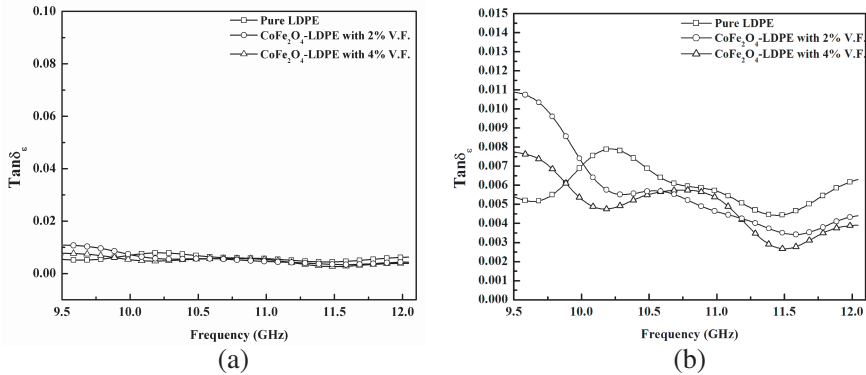 Pure LDPE
CoFe2O4-LDPE with 2% V.F.
CoFe2O4-LDPE with 4% V.F.
0.10
0.08
0.06
0.04
0.02
0.00
Tanδε
9.5 10.0 10.5 11.0 11.5 12.0
Frequency (GHz)
(a)
Pure LDPE
CoFe2O4-LDPE with 2% V.F.
CoFe2O4-LDPE with 4% V.F.
0.015
0.014
0.013
0.012
0.011
0.010
0.009
0.008
0.007
0.006
0.005
0.004
0.003
0.002
0.001
0.000
Tanδε
9.5 10.0 10.5 11.0 11.5 12.0
Frequency (GHz)
(b)